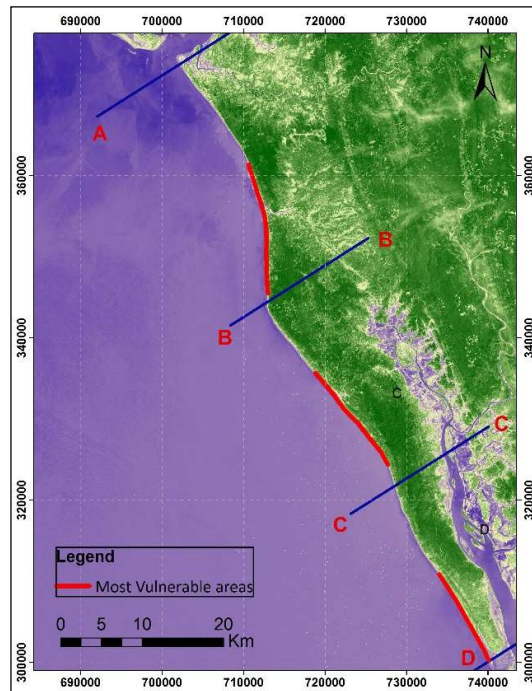 690000 700000 710000 720000 730000 740000
N
A
360000 360000
B
B
340000 340000
C
C
C
320000 320000
D
Legend
Most Vulnerable areas
0 5 10 20
Km
D
300000 300000
690000 700000 710000 720000 730000 740000